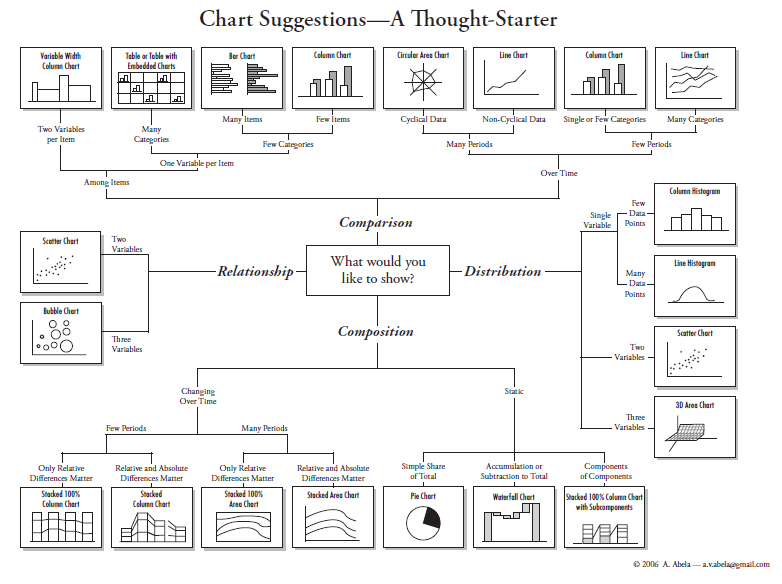 Chart Suggestions—A Thought-Starter
Variable Width
Column Chart
Table or Table with
Embedded Charts
Bar Chart
Column Chart
Circular Area Chart
Line Chart
Column Chart
Line Chart
Two Variables
per Item
Many
Categories
Many Items
Few Items
Cyclical Data
Non-Cyclical Data
Single or Few Categories
Many Categories
Few Categories
Many Periods
Few Periods
One Variable per Item
Among Items
Over Time
Comparison
What would you
like to show?
Relationship
Scatter Chart
Two
Variables
Bubble Chart
Three
Variables
Distribution
Single
Variable
Few
Data
Points
Column Histogram
Many
Data
Points
Line Histogram
Two
Variables
Scatter Chart
Three
Variables
3D Area Chart
Composition
Changing
Over Time
Static
Few Periods
Many Periods
Only Relative
Differences Matter
Relative and Absolute
Differences Matter
Only Relative
Differences Matter
Relative and Absolute
Differences Matter
Simple Share
of Total
Accumulation or
Subtraction to Total
Components
of Components
Stacked 100%
Column Chart
Stacked
Column Chart
Stacked 100%
Area Chart
Stacked Area Chart
Pie Chart
Waterfall Chart
Stacked 100% Column Chart
with Subcomponents
© 2006 A. Abela — a.v.abela@gmail.com